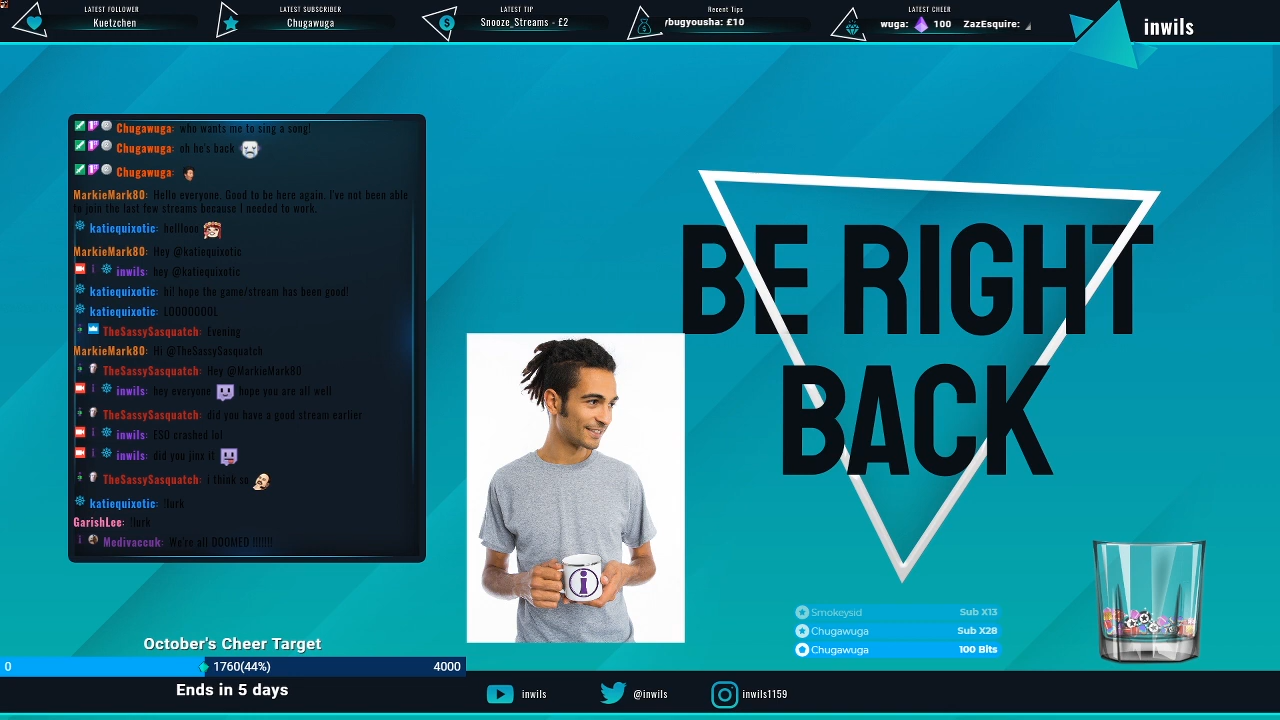 LATEST FOLLOWER
Kuetzchen
LATEST SUBSCRIBER
Chugawuga
LATEST TIP
Snooze_Streams - £2
Recent Tips
/bugyousha: £10
LATEST CHEER
wuga: 100 ZazEsquire:
inwils
Chugawuga: who wants me to sing a song!
Chugawuga: oh he's back
Chugawuga:
MarkieMark80: Hello everyone. Good to be here again. I've not been able
to join the last few streams because I needed to work.
katiequixotic: hellleoo
MarkieMark80: Hey @katiequixotic
inwils: hey @katiequixotic
katiequixotic: hi! hope the game/stream has been good!
katiequixotic: LOOOOOOOL
TheSassySasquatch: Evening
MarkieMark80: Hi @TheSassySasquatch
TheSassySasquatch: Hey @MarkieMark80
inwils: hey everyone hope you are all well
TheSassySasquatch: did you have a good stream earlier
inwils: ESO crashed lol
inwils: did you jinx it
TheSassySasquatch: i think so
katiequixotic: !lurk
GarishLee: !lurk
Medivaccuk: We're all DOOMED !!!!!!!
BE RIGHT
BACK
i
Smokeysid Sub X13
Chugawuga Sub X28
Chugawuga 100 Bits
October's Cheer Target
0 1760(44%) 4000
Ends in 5 days
inwils @inwils inwils1159